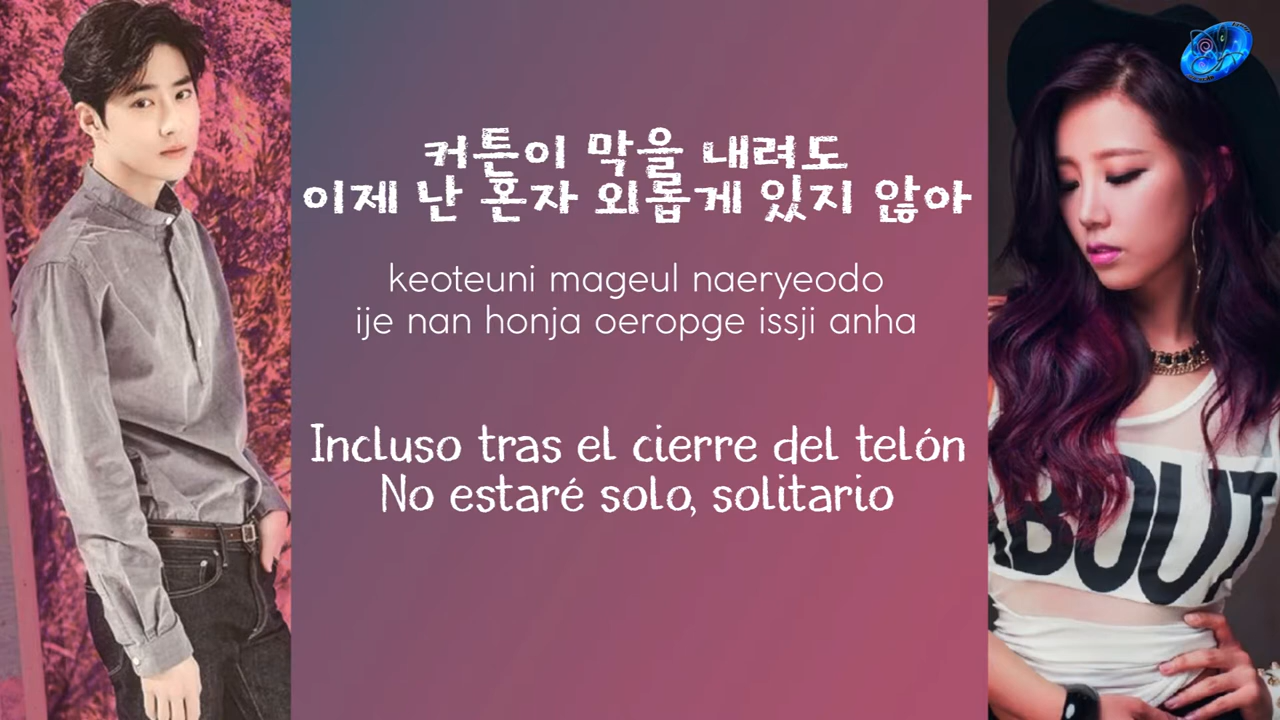 커튼이 막을 내려도
이제 난 혼자 외롭게 있지 않아
keoteuni mageul naeryeodo
ije nan honja oeropge issji anha
Incluso tras el cierre del telón
No estaré solo, solitario
ABOUT